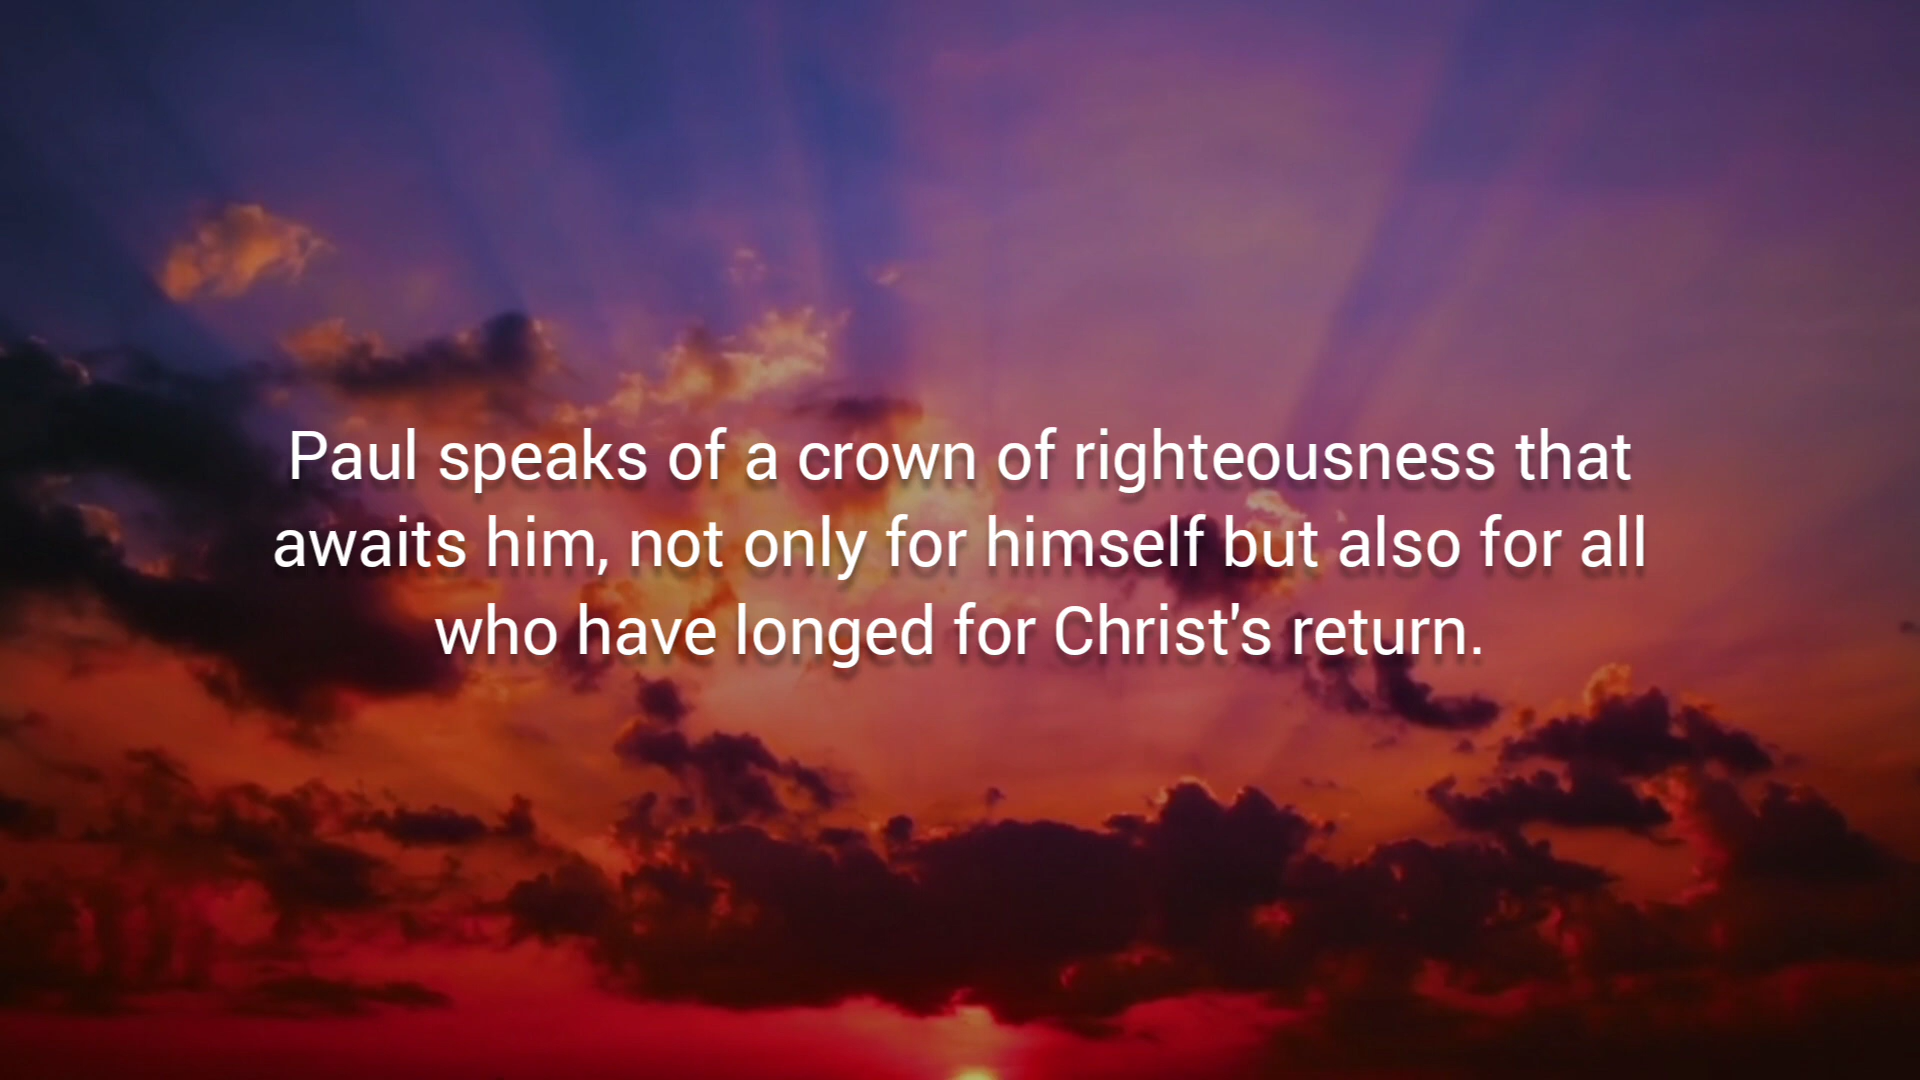 Paul speaks of a crown of righteousness that
awaits him, not only for himself but also for all
who have longed for Christ's return.